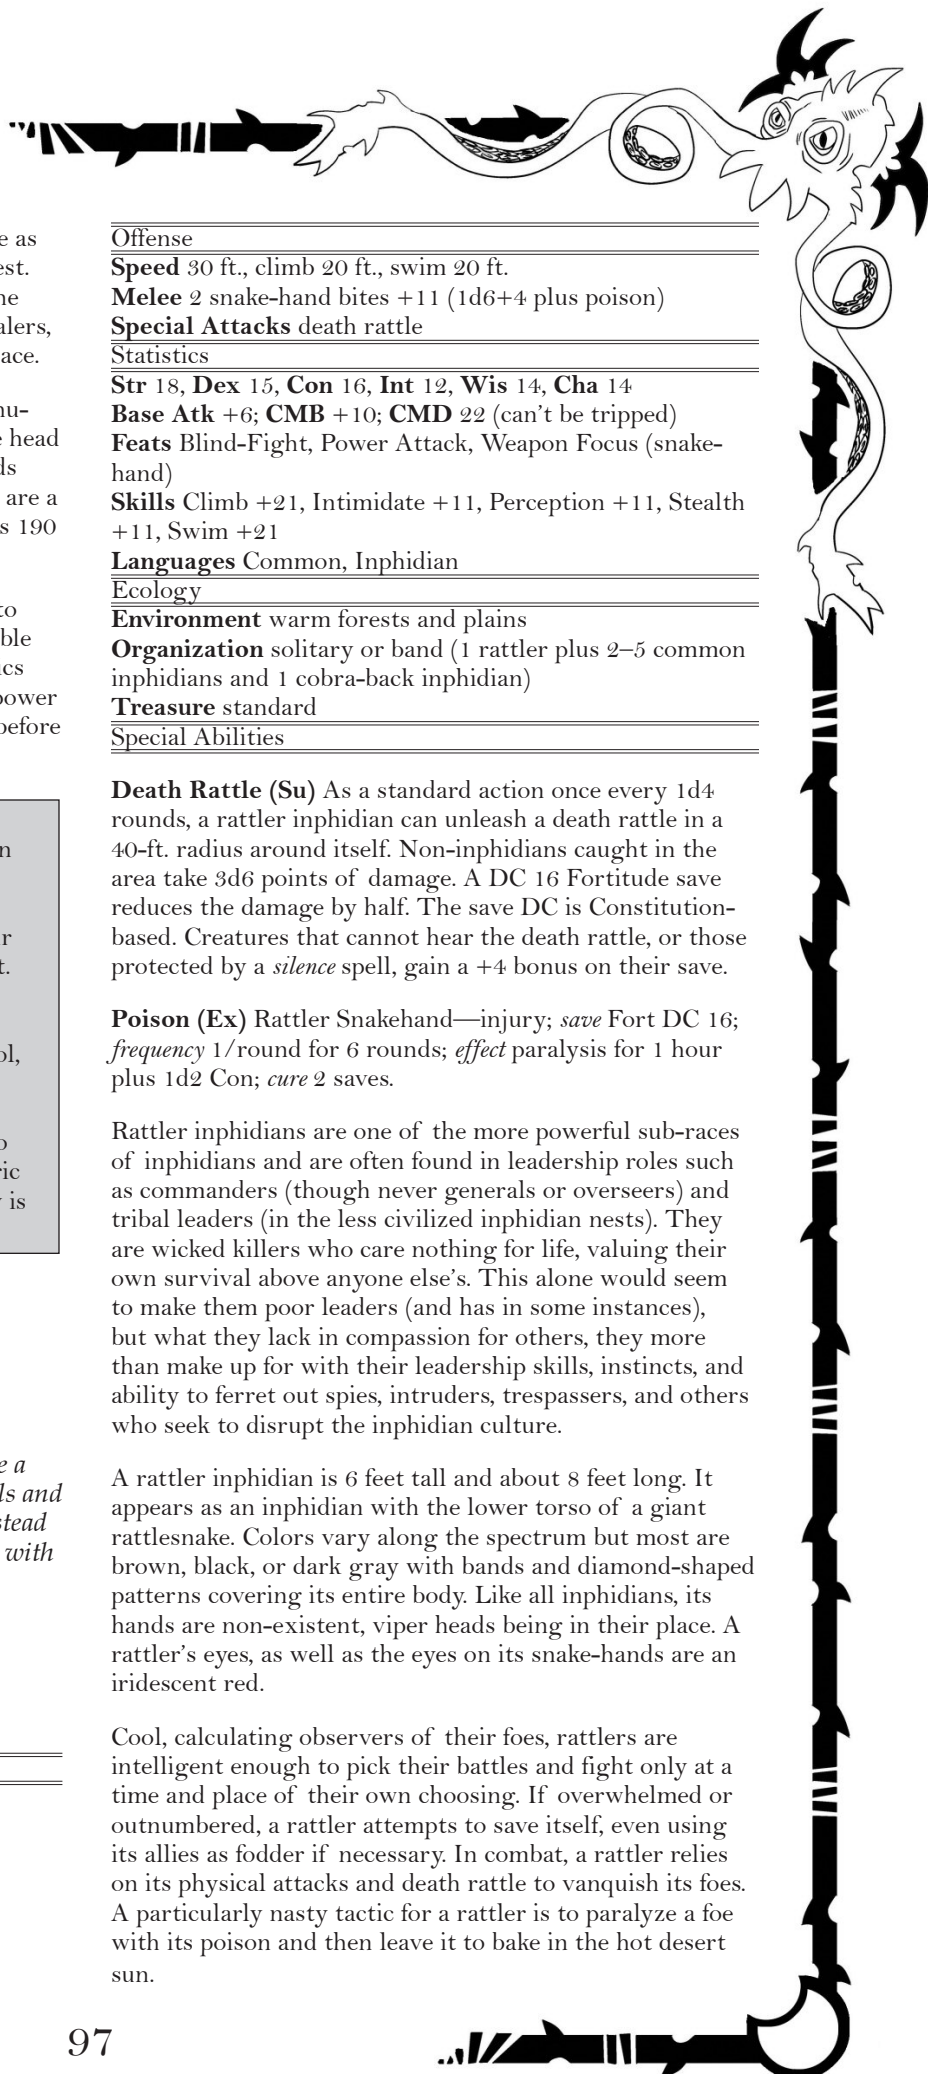 e as
est.
ne
alers,
ace.
nu-
e head
ds
are a
s 190
to
ble
ics
power
before
n
r
t.
ol,
o
ric
y is
e a
ls and
stead
with
Offense
Speed 30 ft., climb 20 ft., swim 20 ft.
Melee 2 snake-hand bites +11 (1d6+4 plus poison)
Special Attacks death rattle
Statistics
Str 18, Dex 15, Con 16, Int 12, Wis 14, Cha 14
Base Atk +6; CMB +10; CMD 22 (can't be tripped)
Feats Blind-Fight, Power Attack, Weapon Focus (snake-
hand)
Skills Climb +21, Intimidate +11, Perception +11, Stealth
+11, Swim +21
Languages Common, Inphidian
Ecology
Environment warm forests and plains
Organization solitary or band (1 rattler plus 2–5 common
inphidians and 1 cobra-back inphidian)
Treasure standard
Special Abilities
Death Rattle (Su) As a standard action once every 1d4
rounds, a rattler inphidian can unleash a death rattle in a
40-ft. radius around itself. Non-inphidians caught in the
area take 3d6 points of damage. A DC 16 Fortitude save
reduces the damage by half. The save DC is Constitution-
based. Creatures that cannot hear the death rattle, or those
protected by a silence spell, gain a +4 bonus on their save.
Poison (Ex) Rattler Snakehand—injury; save Fort DC 16;
frequency 1/round for 6 rounds; effect paralysis for 1 hour
plus 1d2 Con; cure 2 saves.
Rattler inphidians are one of the more powerful sub-races
of inphidians and are often found in leadership roles such
as commanders (though never generals or overseers) and
tribal leaders (in the less civilized inphidian nests). They
are wicked killers who care nothing for life, valuing their
own survival above anyone else's. This alone would seem
to make them poor leaders (and has in some instances),
but what they lack in compassion for others, they more
than make up for with their leadership skills, instincts, and
ability to ferret out spies, intruders, trespassers, and others
who seek to disrupt the inphidian culture.
A rattler inphidian is 6 feet tall and about 8 feet long. It
appears as an inphidian with the lower torso of a giant
rattlesnake. Colors vary along the spectrum but most are
brown, black, or dark gray with bands and diamond-shaped
patterns covering its entire body. Like all inphidians, its
hands are non-existent, viper heads being in their place. A
rattler's eyes, as well as the eyes on its snake-hands are an
iridescent red.
Cool, calculating observers of their foes, rattlers are
intelligent enough to pick their battles and fight only at a
time and place of their own choosing. If overwhelmed or
outnumbered, a rattler attempts to save itself, even using
its allies as fodder if necessary. In combat, a rattler relies
on its physical attacks and death rattle to vanquish its foes.
A particularly nasty tactic for a rattler is to paralyze a foe
with its poison and then leave it to bake in the hot desert
sun.
97